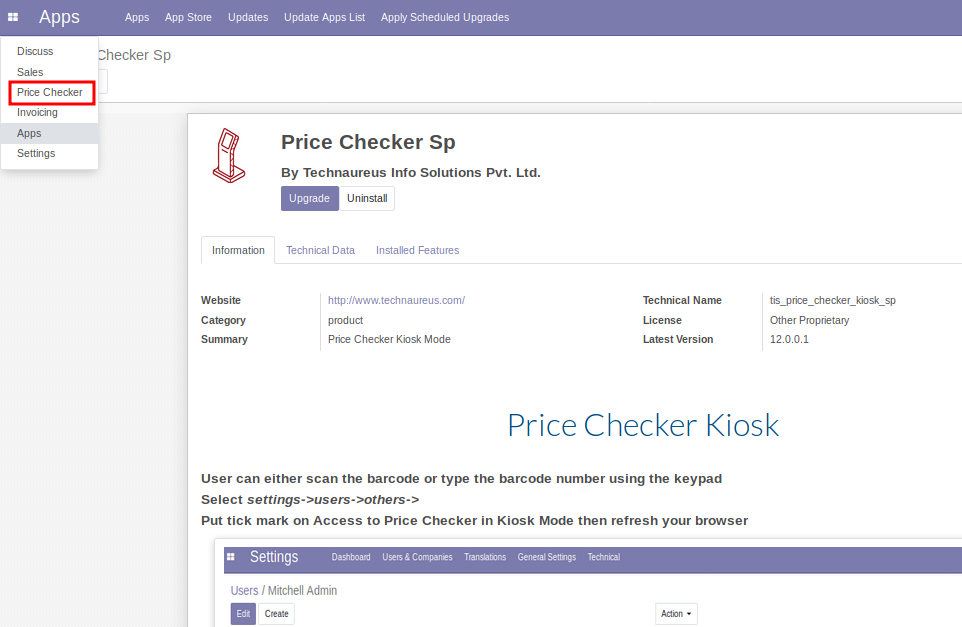 Apps Apps App Store Updates Update Apps List Apply Scheduled Upgrades
Checker Sp
Discuss
Sales
Price Checker
Invoicing
Apps
Settings
Price Checker Sp
By Technaureus Info Solutions Pvt. Ltd.
Upgrade Uninstall
Information Technical Data Installed Features
Website http://www.technaureus.com/ Technical Name tis_price_checker_kiosk_sp
Category product License Other Proprietary
Summary Price Checker Kiosk Mode Latest Version 12.0.0.1
Price Checker Kiosk
User can either scan the barcode or type the barcode number using the keypad
Select settings->users->others->
Put tick mark on Access to Price Checker in Kiosk Mode then refresh your browser
Settings Dashboard Users & Companies Translations General Settings Technical
Users / Mitchell Admin
Edit Create Action